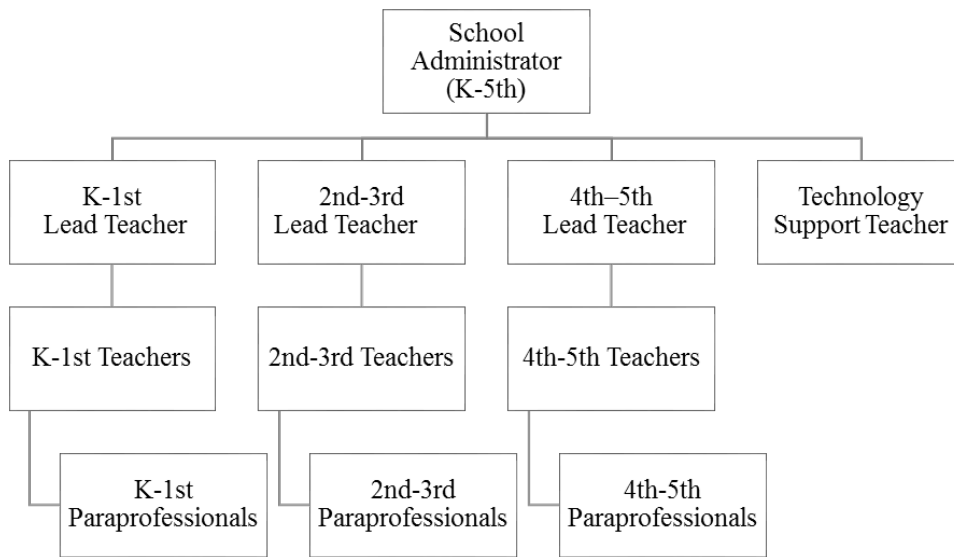 School
Administrator
(K-5th)
K-1st
Lead Teacher
2nd-3rd
Lead Teacher
4th–5th
Lead Teacher
Technology
Support Teacher
K-1st Teachers
2nd-3rd Teachers
4th-5th Teachers
K-1st
Paraprofessionals
2nd-3rd
Paraprofessionals
4th-5th
Paraprofessionals